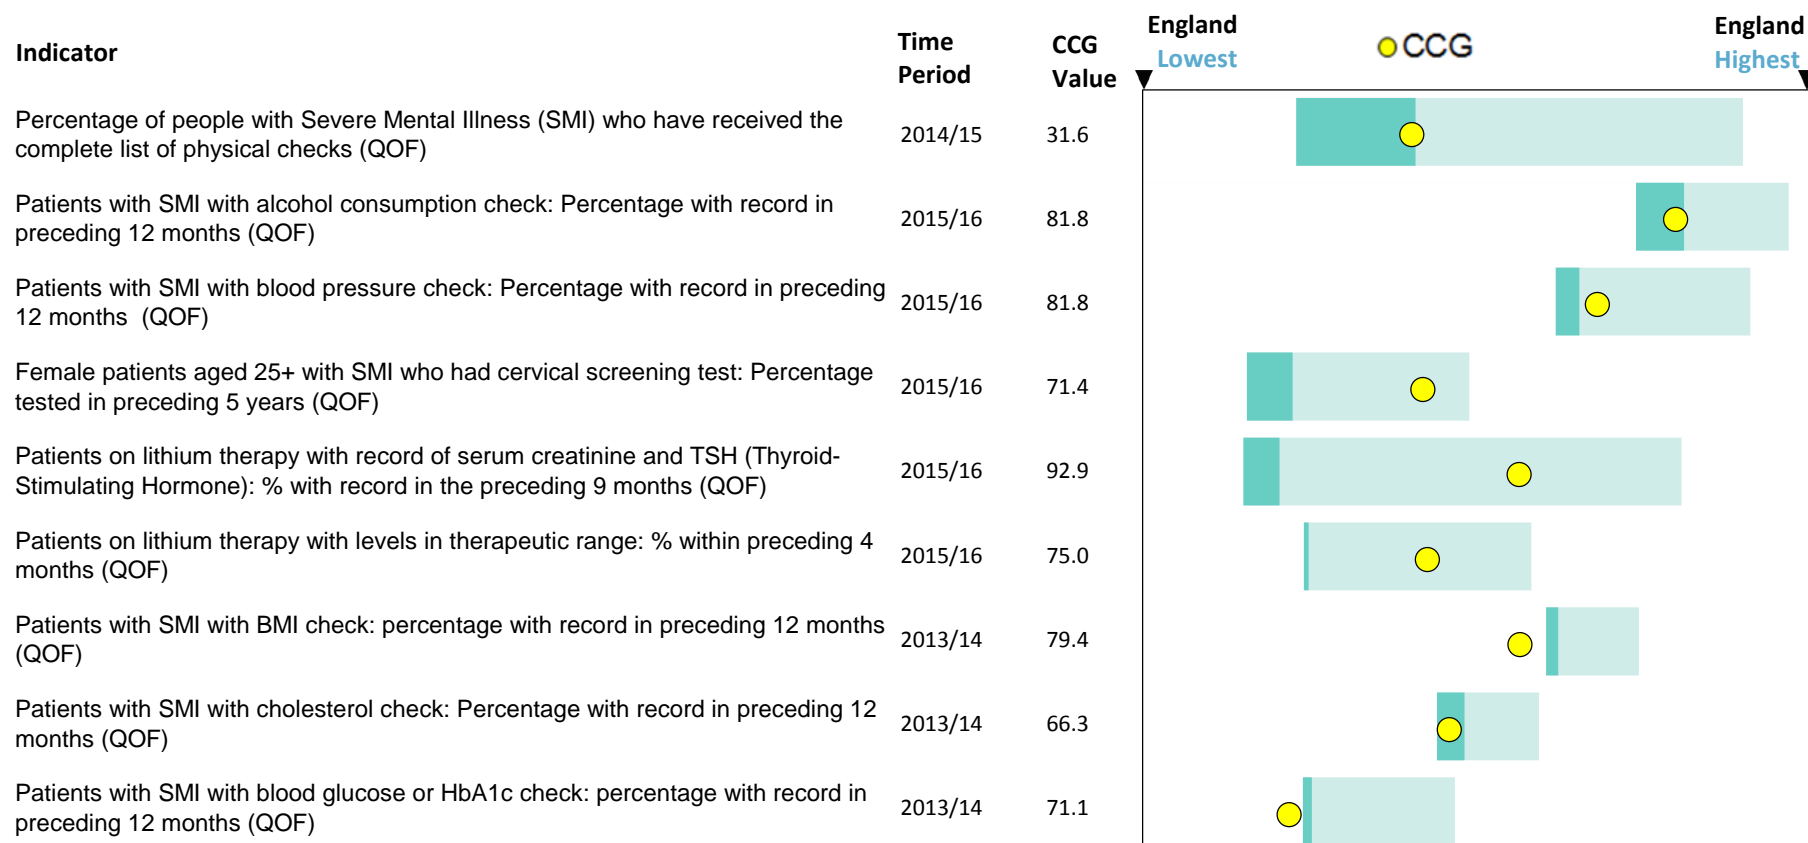 Indicator
Time
Period
CCG
Value
England
Lowest
CCG
England
Highest
Percentage of people with Severe Mental Illness (SMI) who have received the
complete list of physical checks (QOF)
2014/15
31.6
Patients with SMI with alcohol consumption check: Percentage with record in
preceding 12 months (QOF)
2015/16
81.8
Patients with SMI with blood pressure check: Percentage with record in preceding
12 months  (QOF)
2015/16
81.8
Female patients aged 25+ with SMI who had cervical screening test: Percentage
tested in preceding 5 years (QOF)
2015/16
71.4
Patients on lithium therapy with record of serum creatinine and TSH (Thyroid-
Stimulating Hormone): % with record in the preceding 9 months (QOF)
2015/16
92.9
Patients on lithium therapy with levels in therapeutic range: % within preceding 4
months (QOF)
2015/16
75.0
Patients with SMI with BMI check: percentage with record in preceding 12 months
(QOF)
2013/14
79.4
Patients with SMI with cholesterol check: Percentage with record in preceding 12
months (QOF)
2013/14
66.3
Patients with SMI with blood glucose or HbA1c check: percentage with record in
preceding 12 months (QOF)
2013/14
71.1